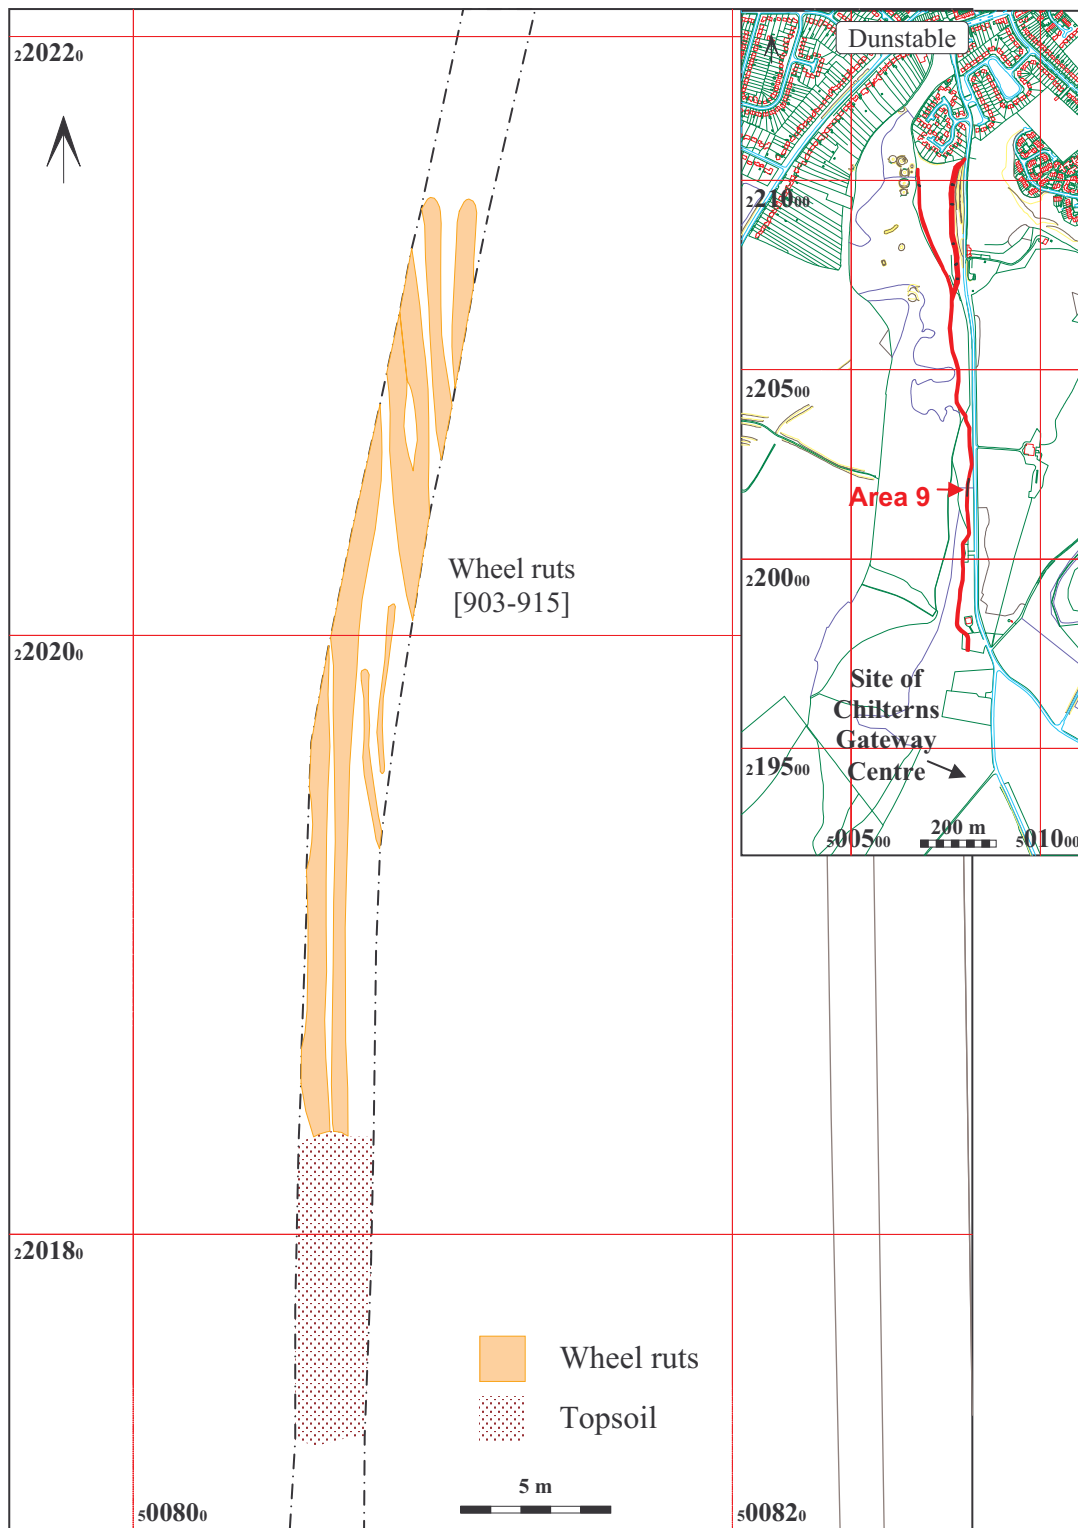 220220
Dunstable
221000
220500
Area 9
Wheel ruts
[903-915]
220000
220200
Site of
Chilterns
Gateway
Centre
219500
200 m
500500
501000
220180
Wheel ruts
Topsoil
5 m
500800
500820